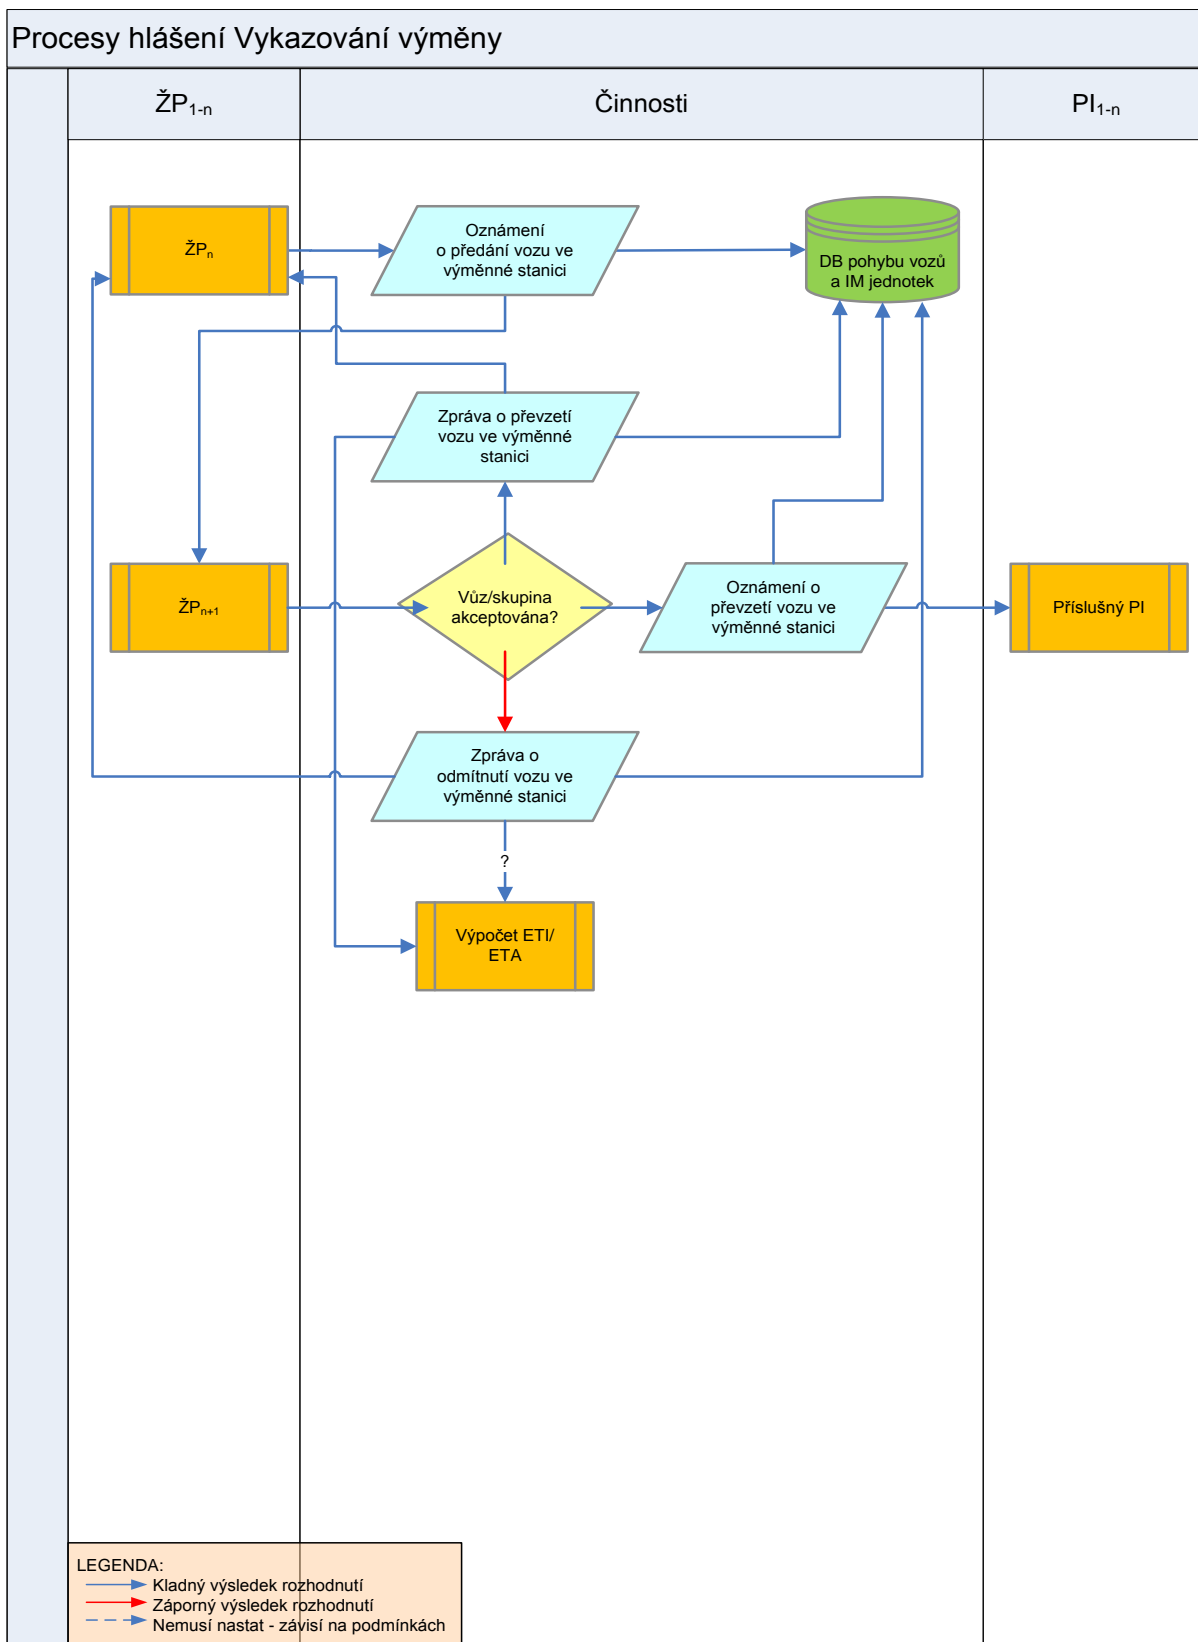 Procesy hlášení Vykazování výměny
ŽP1-n
Činnosti
PI1-n
ŽPn
Oznámení
o předání vozu ve
výměnné stanici
DB pohybu vozů
a IM jednotek
Zpráva o převzetí
vozu ve výměnné
stanici
ŽPn+1
Vůz/skupina
akceptována?
Oznámení o
převzetí vozu ve
výměnné stanici
Příslušný PI
Zpráva o
odmítnutí vozu ve
výměnné stanici
?
Výpočet ETI/
ETA
LEGENDA:
Kladný výsledek rozhodnutí
Záporný výsledek rozhodnutí
Nemusí nastat - závisí na podmínkách